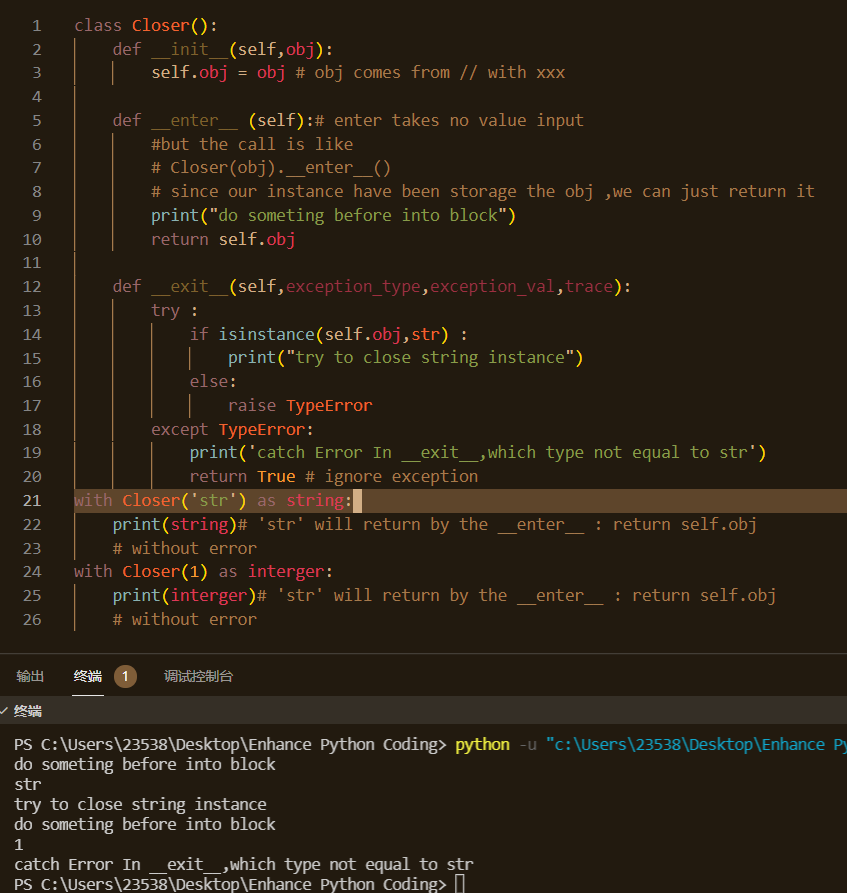 1 class Closer():
2 def __init__(self,obj):
3 self.obj = obj # obj comes from // with xxx
4
5 def __enter__ (self):# enter takes no value input
6 #but the call is like
7 # Closer(obj).__enter__()
8 # since our instance have been storage the obj ,we can just return it
9 print("do someting before into block")
10 return self.obj
11
12 def __exit__(self,exception_type,exception_val,trace):
13 try :
14 if isinstance(self.obj,str) :
15 print("try to close string instance")
16 else:
17 raise TypeError
18 except TypeError:
19 print('catch Error In __exit__,which type not equal to str')
20 return True # ignore exception
21 with Closer('str') as string:
22 print(string)# 'str' will return by the __enter__ : return self.obj
23 # without error
24 with Closer(1) as interger:
25 print(interger)# 'str' will return by the __enter__ : return self.obj
26 # without error
输出 终端 1 调试控制台
终端
PS C:\Users\23538\Desktop\Enhance Python Coding> python -u "c:\Users\23538\Desktop\Enhance Py
do someting before into block
str
try to close string instance
do someting before into block
1
catch Error In __exit__,which type not equal to str
PS C:\Users\23538\Desktop\Enhance Python Coding>